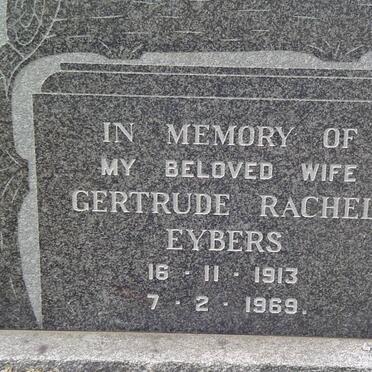 IN MEMORY OF
MY BELOVED WIFE
GERTRUDE RACHEL
EYBERS
16 · 11 · 1913
7 · 2 · 1969.